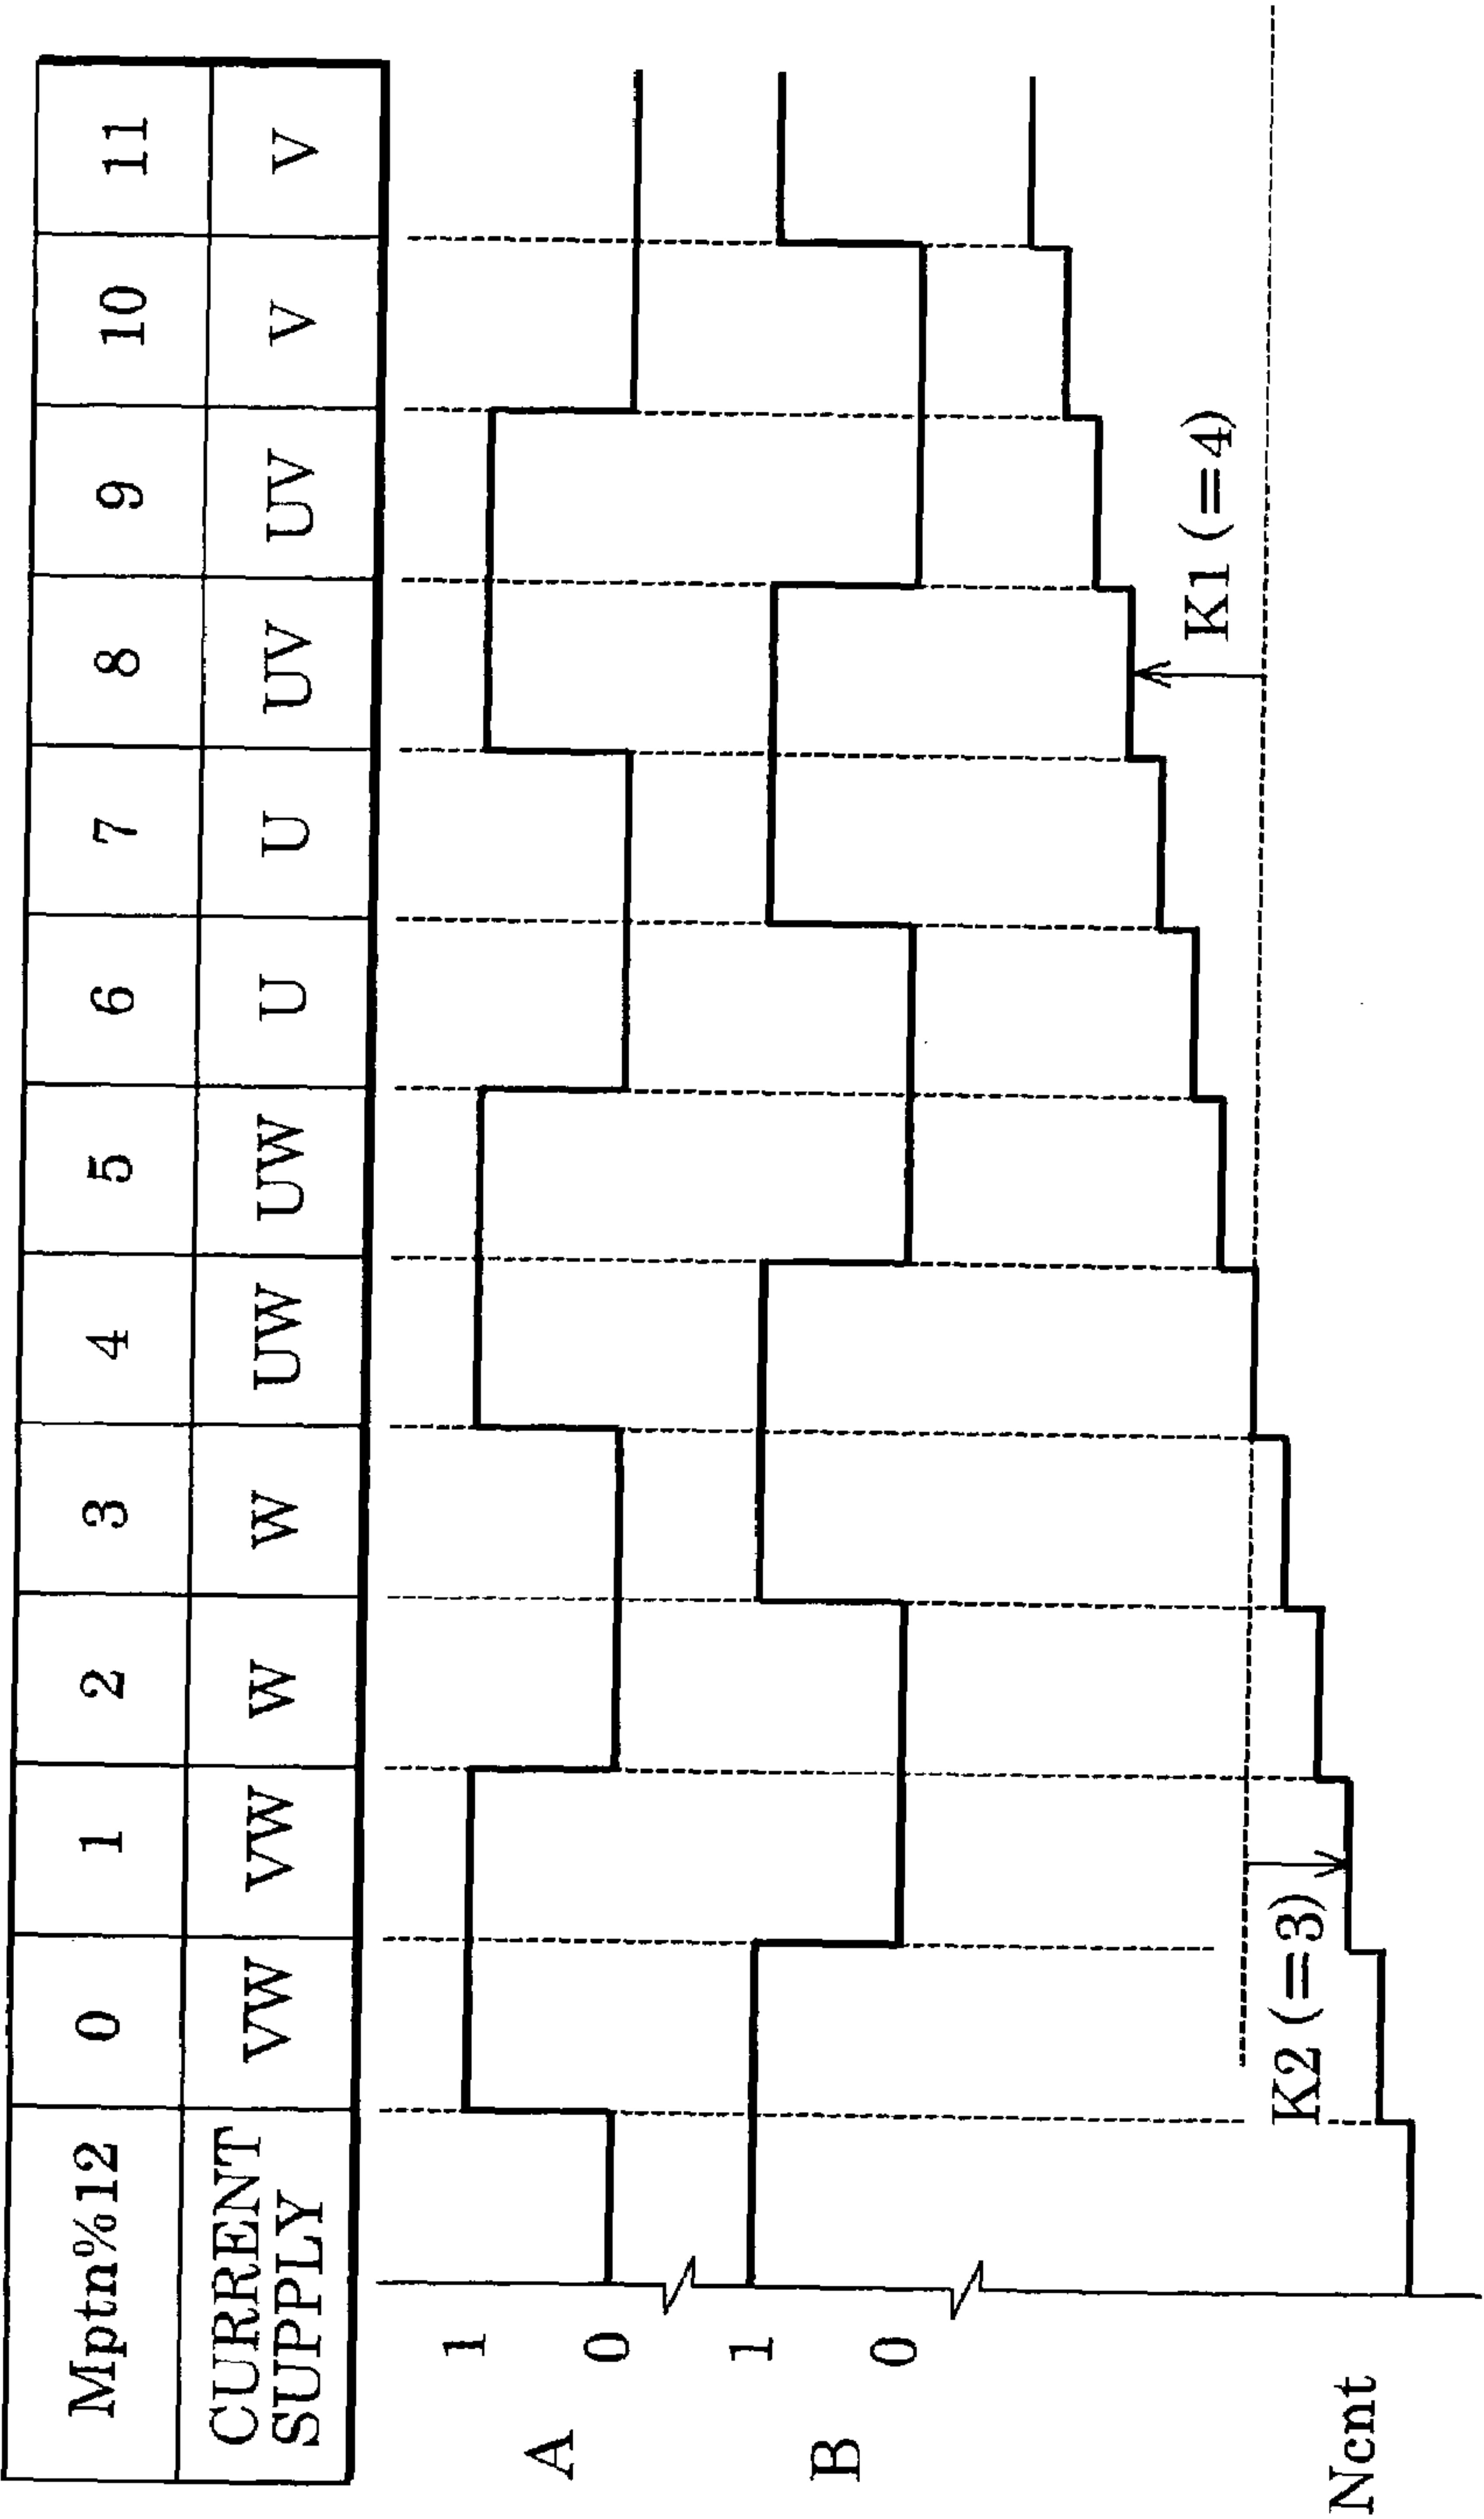 Mptn%12 0 1 2 3 4 5 6 7 8 9 10 11
CURRENT
SUPPLY VW VW W W UW UW U U UV UV V V
1
A
0
1
B
0
K1 (=4)
K2 (=3)
Ncnt